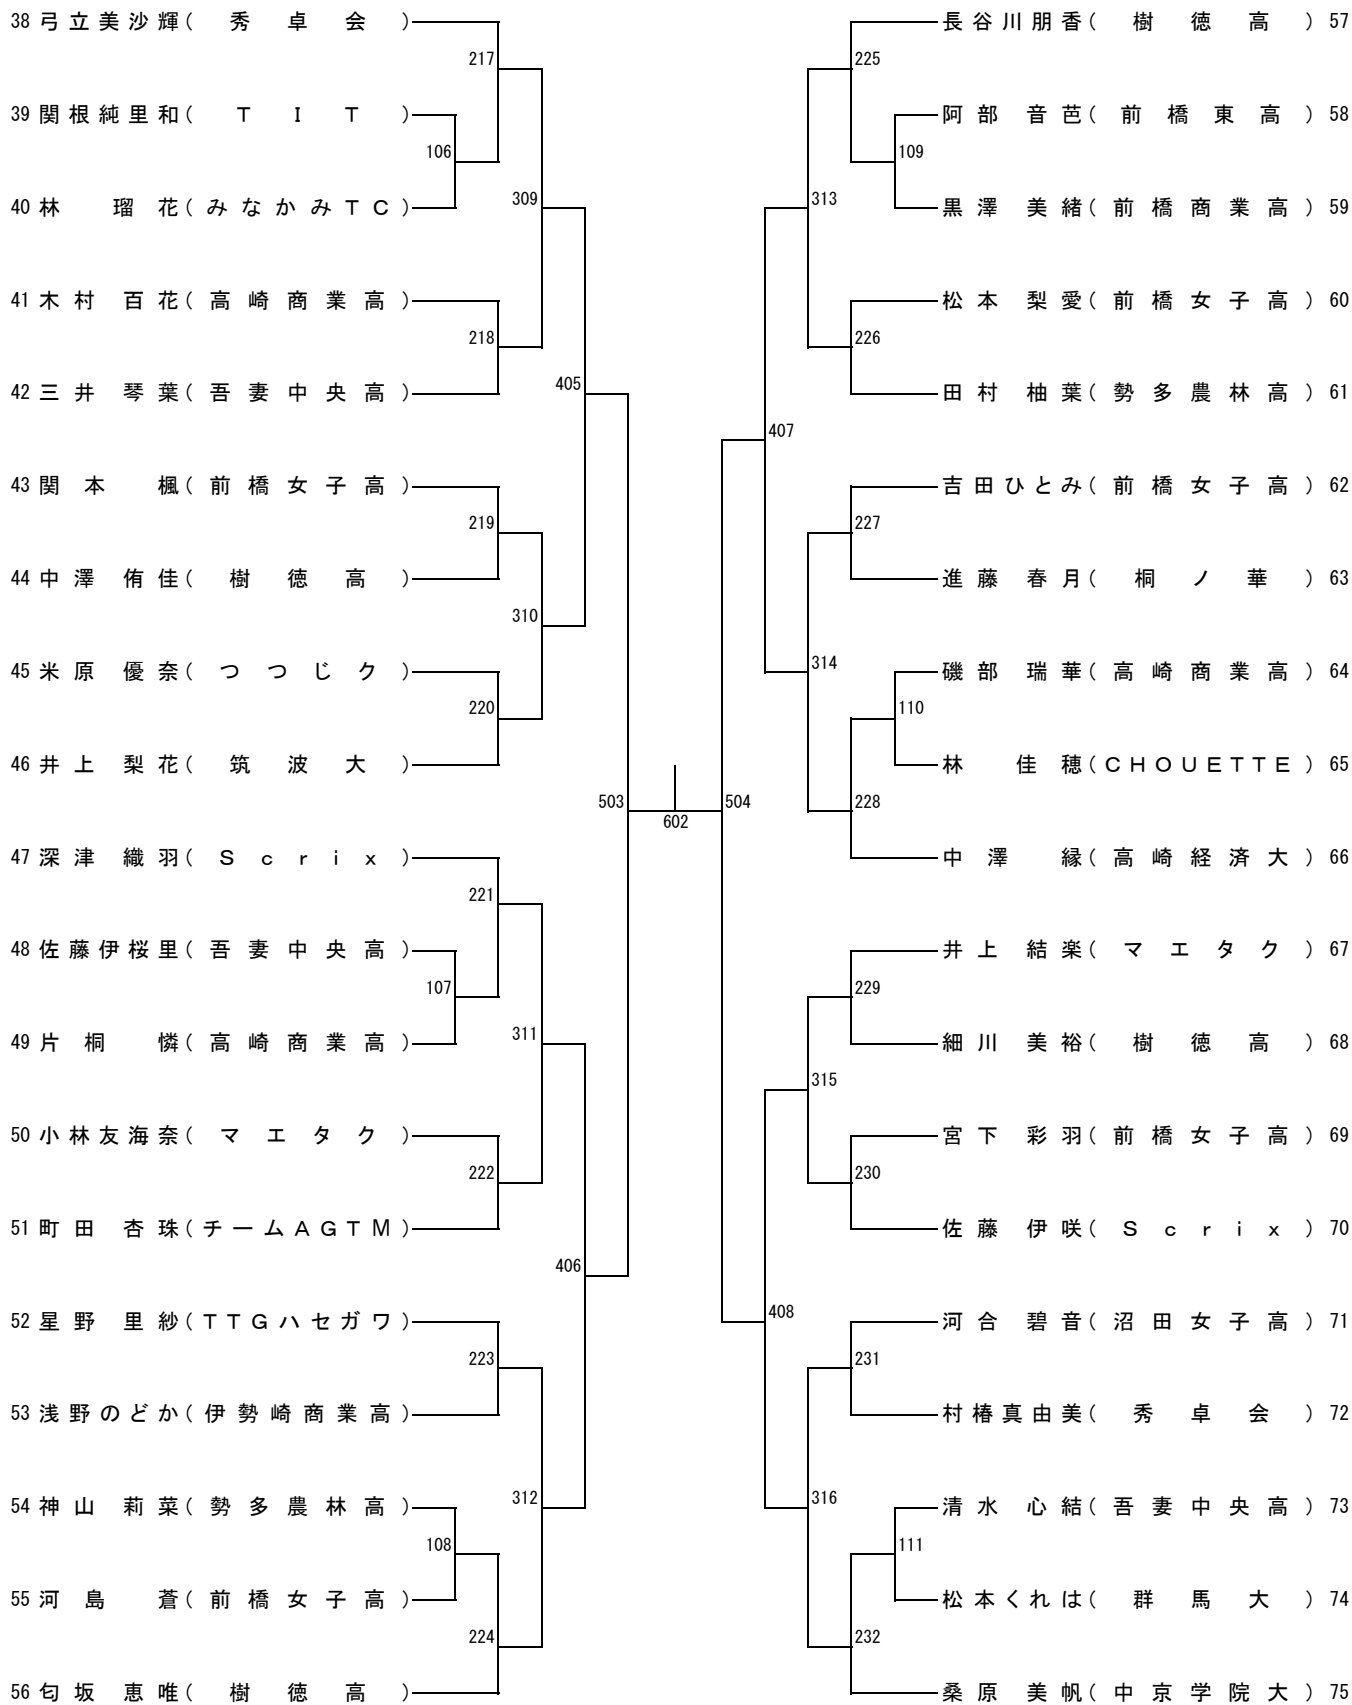 38 弓立美沙輝(秀卓会)
217
39 関根純里和(TIT)
106
40 林 瑠花(みなかみTC)
309
41 木村 百花(高崎商業高)
218
42 三井 琴葉(吾妻中央高)
405
43 関本 楓(前橋女子高)
219
44 中澤 侑佳(樹徳高)
310
45 米原 優奈(つつじク)
220
46 井上 梨花(筑波大)
503
47 深津 織羽(Scrix)
221
48 佐藤伊桜里(吾妻中央高)
107
49 片桐 憐(高崎商業高)
311
50 小林友海奈(マエタク)
222
51 町田 杏珠(チームAGTM)
406
52 星野 里紗(TTGハセガワ)
223
53 浅野のどか(伊勢崎商業高)
312
54 神山 莉菜(勢多農林高)
108
55 河島 蒼(前橋女子高)
224
56 匂坂 恵唯(樹徳高)
602
長谷川朋香(樹徳高) 57
225
阿部 音芭(前橋東高) 58
109
黒澤 美緒(前橋商業高) 59
313
松本 梨愛(前橋女子高) 60
226
田村 柚葉(勢多農林高) 61
407
吉田ひとみ(前橋女子高) 62
227
進藤 春月(桐ノ華) 63
314
磯部 瑞華(高崎商業高) 64
110
林 佳穂(CHOUETTE) 65
504
228
中澤 縁(高崎経済大) 66
井上 結楽(マエタク) 67
229
細川 美裕(樹徳高) 68
315
宮下 彩羽(前橋女子高) 69
230
佐藤 伊咲(Scrix) 70
408
河合 碧音(沼田女子高) 71
231
村椿真由美(秀卓会) 72
316
清水 心結(吾妻中央高) 73
111
松本くれは(群馬大) 74
232
桑原 美帆(中京学院大) 75